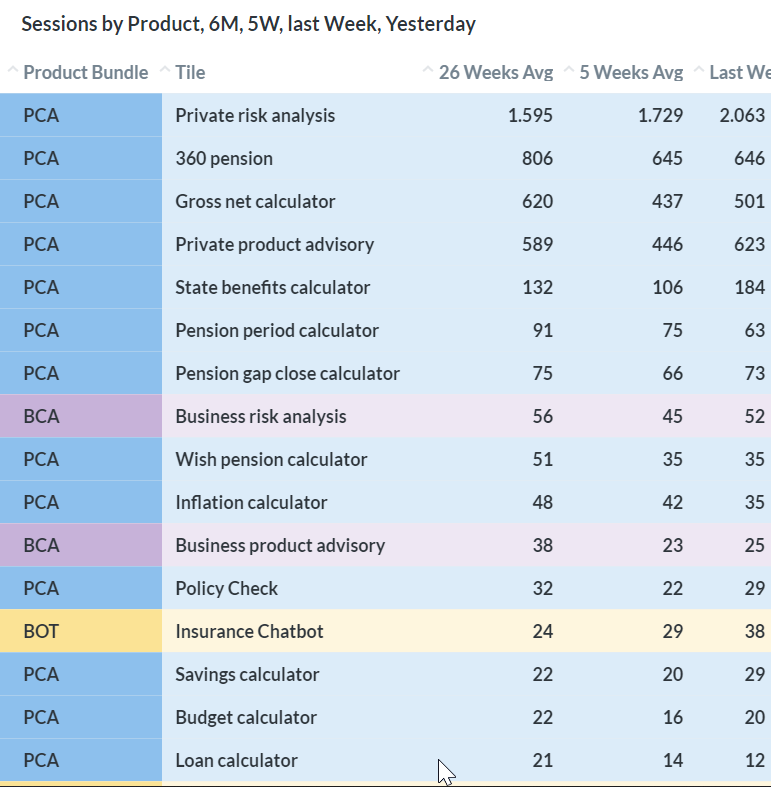 Sessions by Product, 6M, 5W, last Week, Yesterday
Product Bundle Tile 26 Weeks Avg 5 Weeks Avg Last We
PCA Private risk analysis 1.595 1.729 2.063
PCA 360 pension 806 645 646
PCA Gross net calculator 620 437 501
PCA Private product advisory 589 446 623
PCA State benefits calculator 132 106 184
PCA Pension period calculator 91 75 63
PCA Pension gap close calculator 75 66 73
BCA Business risk analysis 56 45 52
PCA Wish pension calculator 51 35 35
PCA Inflation calculator 48 42 35
BCA Business product advisory 38 23 25
PCA Policy Check 32 22 29
BOT Insurance Chatbot 24 29 38
PCA Savings calculator 22 20 29
PCA Budget calculator 22 16 20
PCA Loan calculator 21 14 12